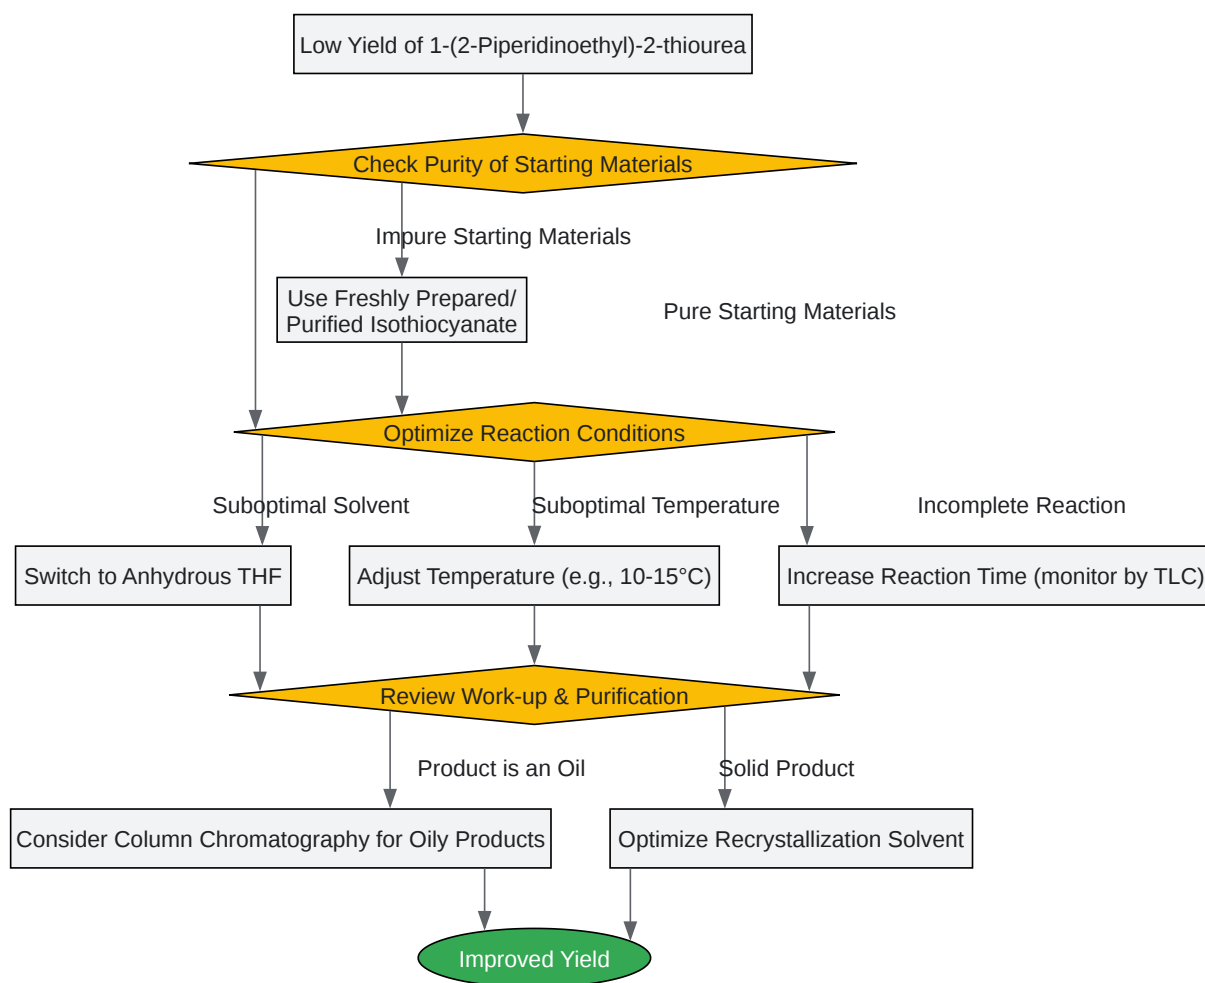 Low Yield of 1-(2-Piperidinoethyl)-2-thiourea
Check Purity of Starting Materials
Impure Starting Materials
Use Freshly Prepared/
Purified Isothiocyanate
Pure Starting Materials
Optimize Reaction Conditions
Suboptimal Solvent
Suboptimal Temperature
Incomplete Reaction
Switch to Anhydrous THF
Adjust Temperature (e.g., 10-15°C)
Increase Reaction Time (monitor by TLC)
Review Work-up & Purification
Product is an Oil
Solid Product
Consider Column Chromatography for Oily Products
Optimize Recrystallization Solvent
Improved Yield